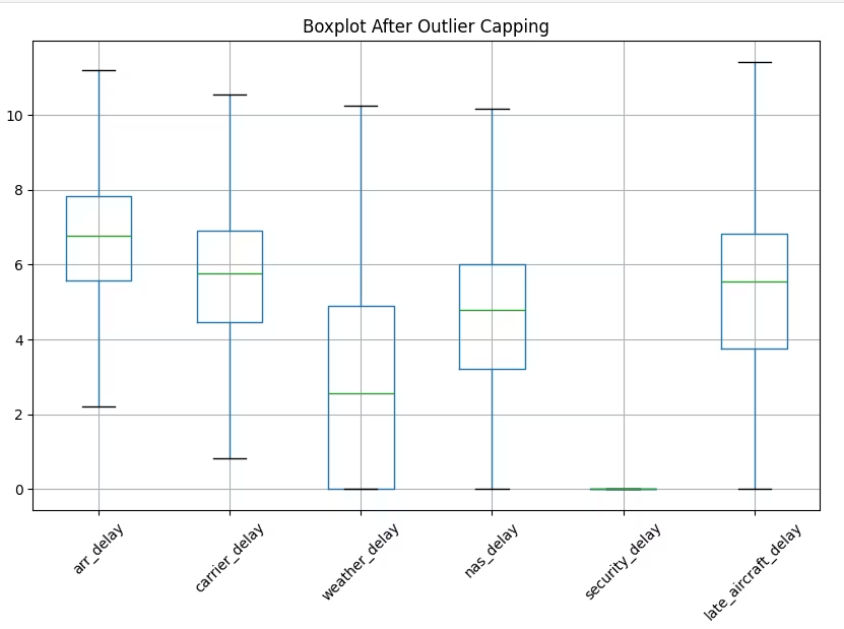 Boxplot After Outlier Capping
10
8
6
4
2
0
arr_delay
carrier_delay
weather_delay
nas_delay
security_delay
late_aircraft_delay